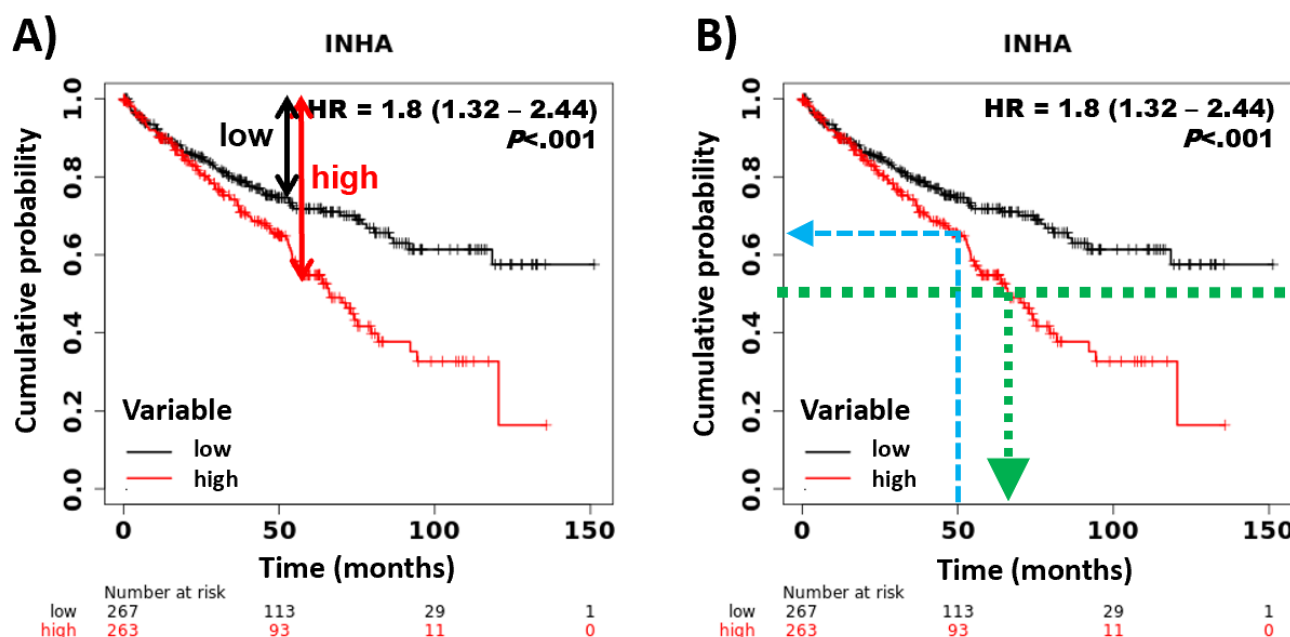 A)
INHA
HR = 1.8 (1.32 – 2.44)
P<.001
low
high
Cumulative probability
1.0
0.8
0.6
0.4
0.2
0.0
Variable
low
high
0 50 100 150
Time (months)
Number at risk
low 267 113 29 1
high 263 93 11 0
B)
INHA
HR = 1.8 (1.32 – 2.44)
P<.001
Cumulative probability
1.0
0.8
0.6
0.4
0.2
0.0
Variable
low
high
0 50 100 150
Time (months)
Number at risk
low 267 113 29 1
high 263 93 11 0